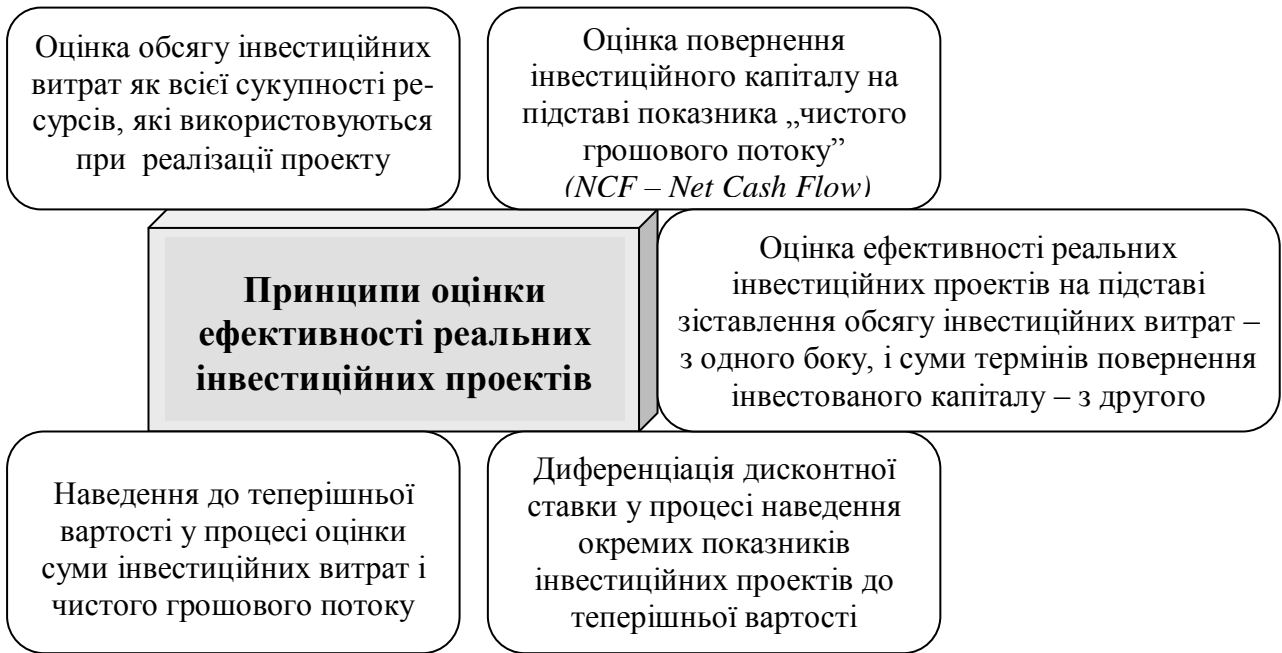 Оцінка обсягу інвестиційних
витрат як всієї сукупності ре-
сурсів, які використовуються
при реалізації проекту
Оцінка повернення
інвестиційного капіталу на
підставі показника „чистого
грошового потоку”
(NCF – Net Cash Flow)
Принципи оцінки
ефективності реальних
інвестиційних проектів
Оцінка ефективності реальних
інвестиційних проектів на підставі
зіставлення обсягу інвестиційних витрат –
з одного боку, і суми термінів повернення
інвестованого капіталу – з другого
Наведення до теперішньої
вартості у процесі оцінки
суми інвестиційних витрат і
чистого грошового потоку
Диференціація дисконтної
ставки у процесі наведення
окремих показників
інвестиційних проектів до
теперішньої вартості